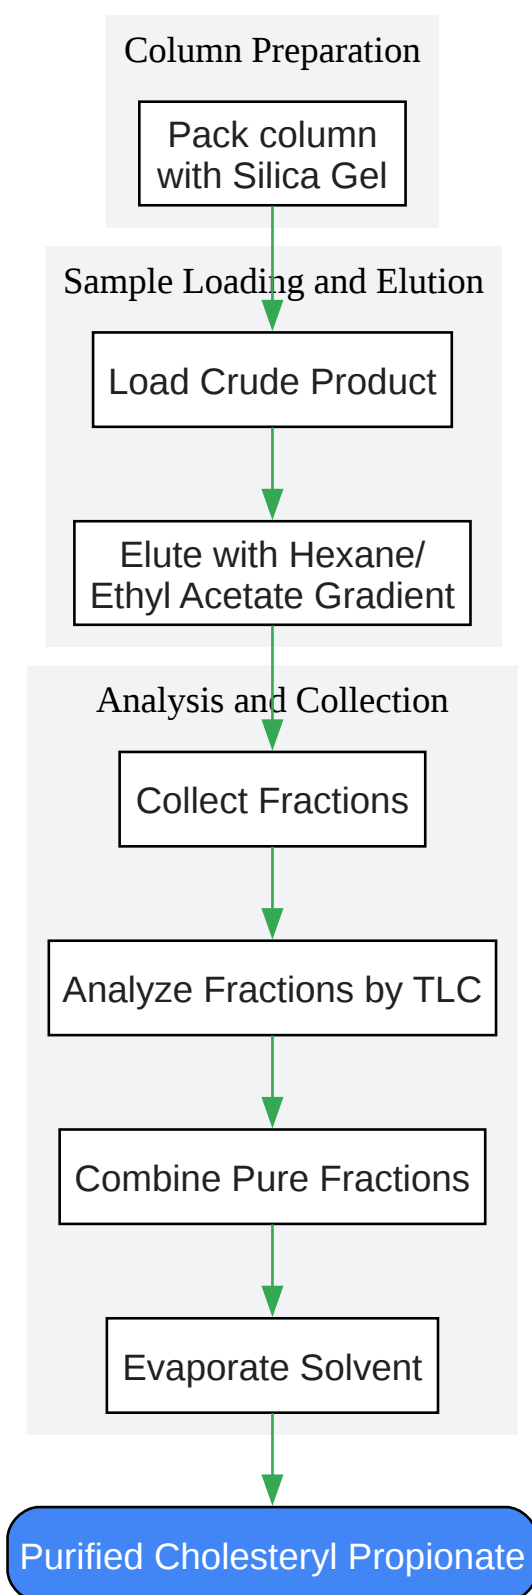 Column Preparation
Pack column
with Silica Gel
Sample Loading and Elution
Load Crude Product
Elute with Hexane/
Ethyl Acetate Gradient
Analysis and Collection
Collect Fractions
Analyze Fractions by TLC
Combine Pure Fractions
Evaporate Solvent
Purified Cholesteryl Propionate